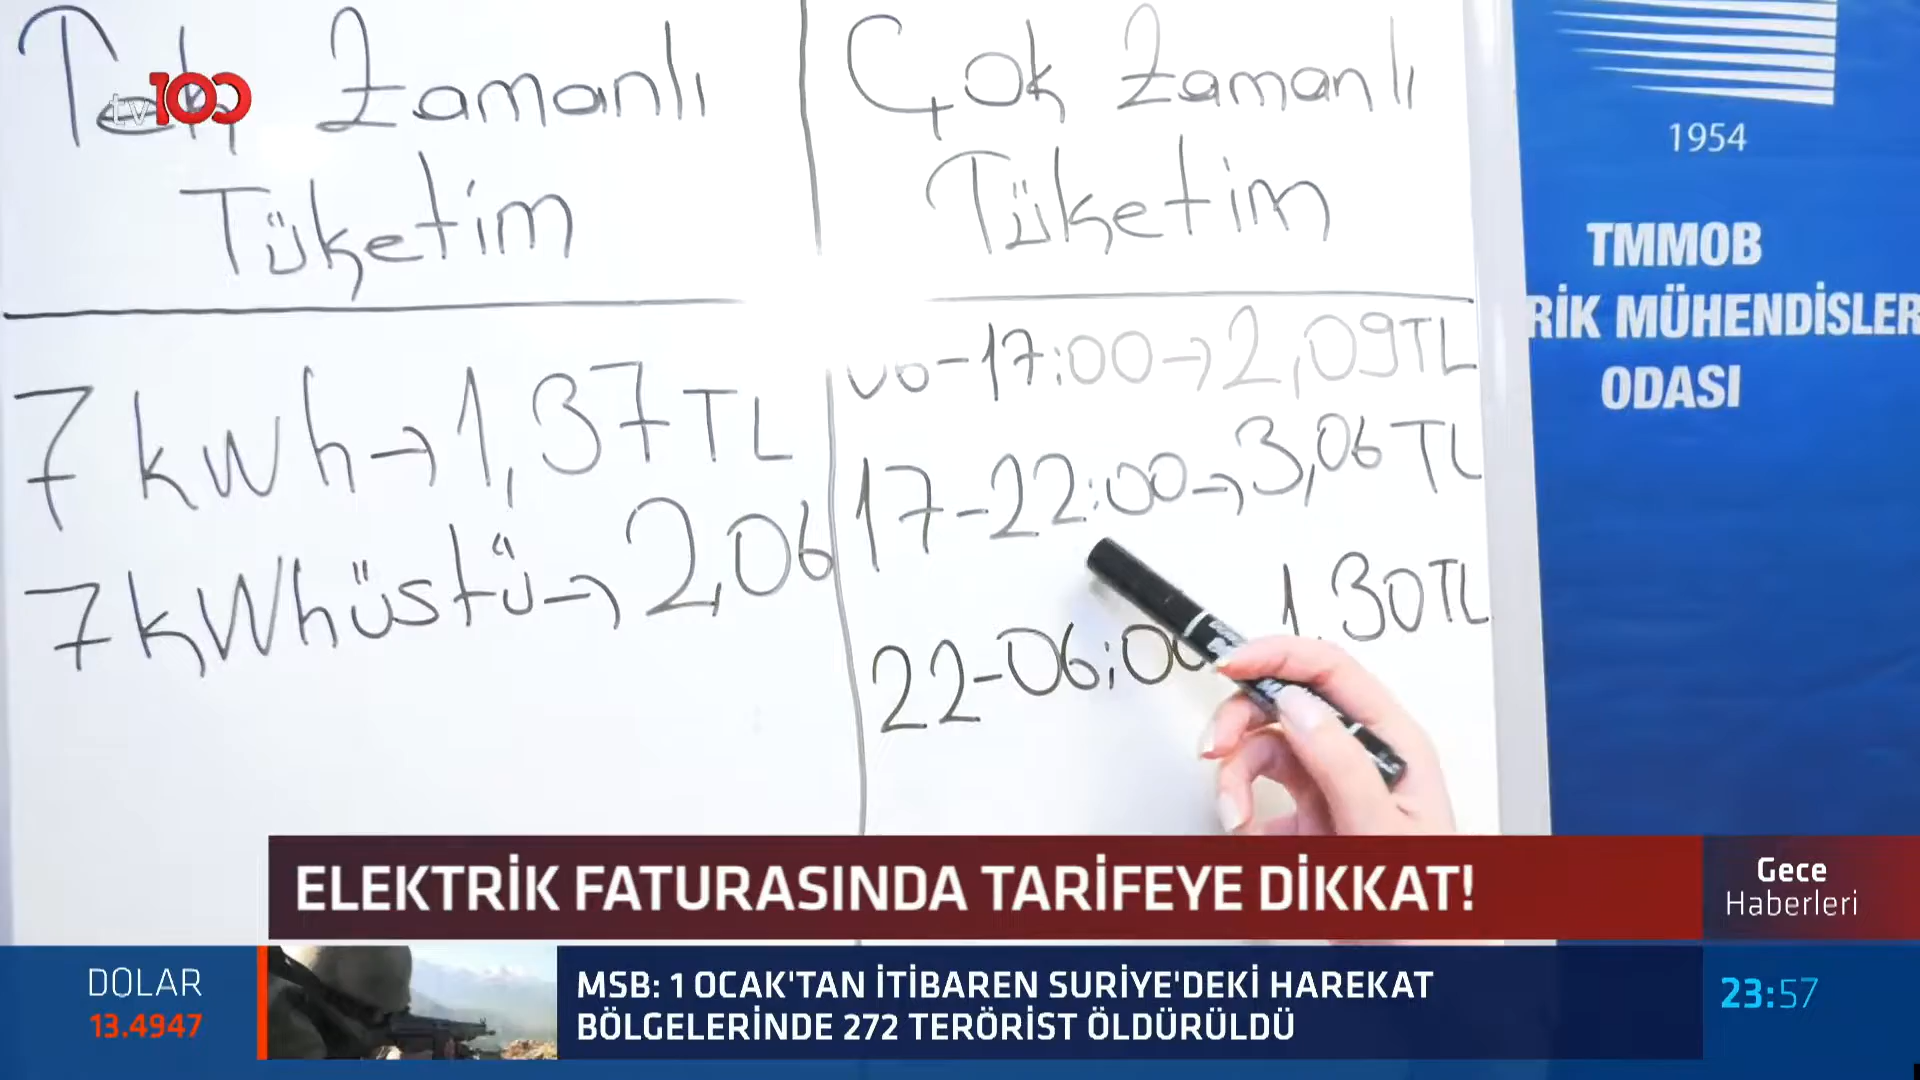 Tek Zamanlı
Tüketim
7 kWh→1,37 TL
7 kWh üstü→2,06
Çok Zamanlı
Tüketim
06-17:00→2,09 TL
17-22:00→3,06 TL
22-06:00 1.30 TL
tv100
1954
TMMOB
RİK MÜHENDİSLER
ODASI
ELEKTRİK FATURASINDA TARİFEYE DİKKAT!
Gece
Haberleri
DOLAR
13.4947
MSB: 1 OCAK'TAN İTİBAREN SURİYE'DEKİ HAREKAT
BÖLGELERİNDE 272 TERÖRİST ÖLDÜRÜLDÜ
23:57